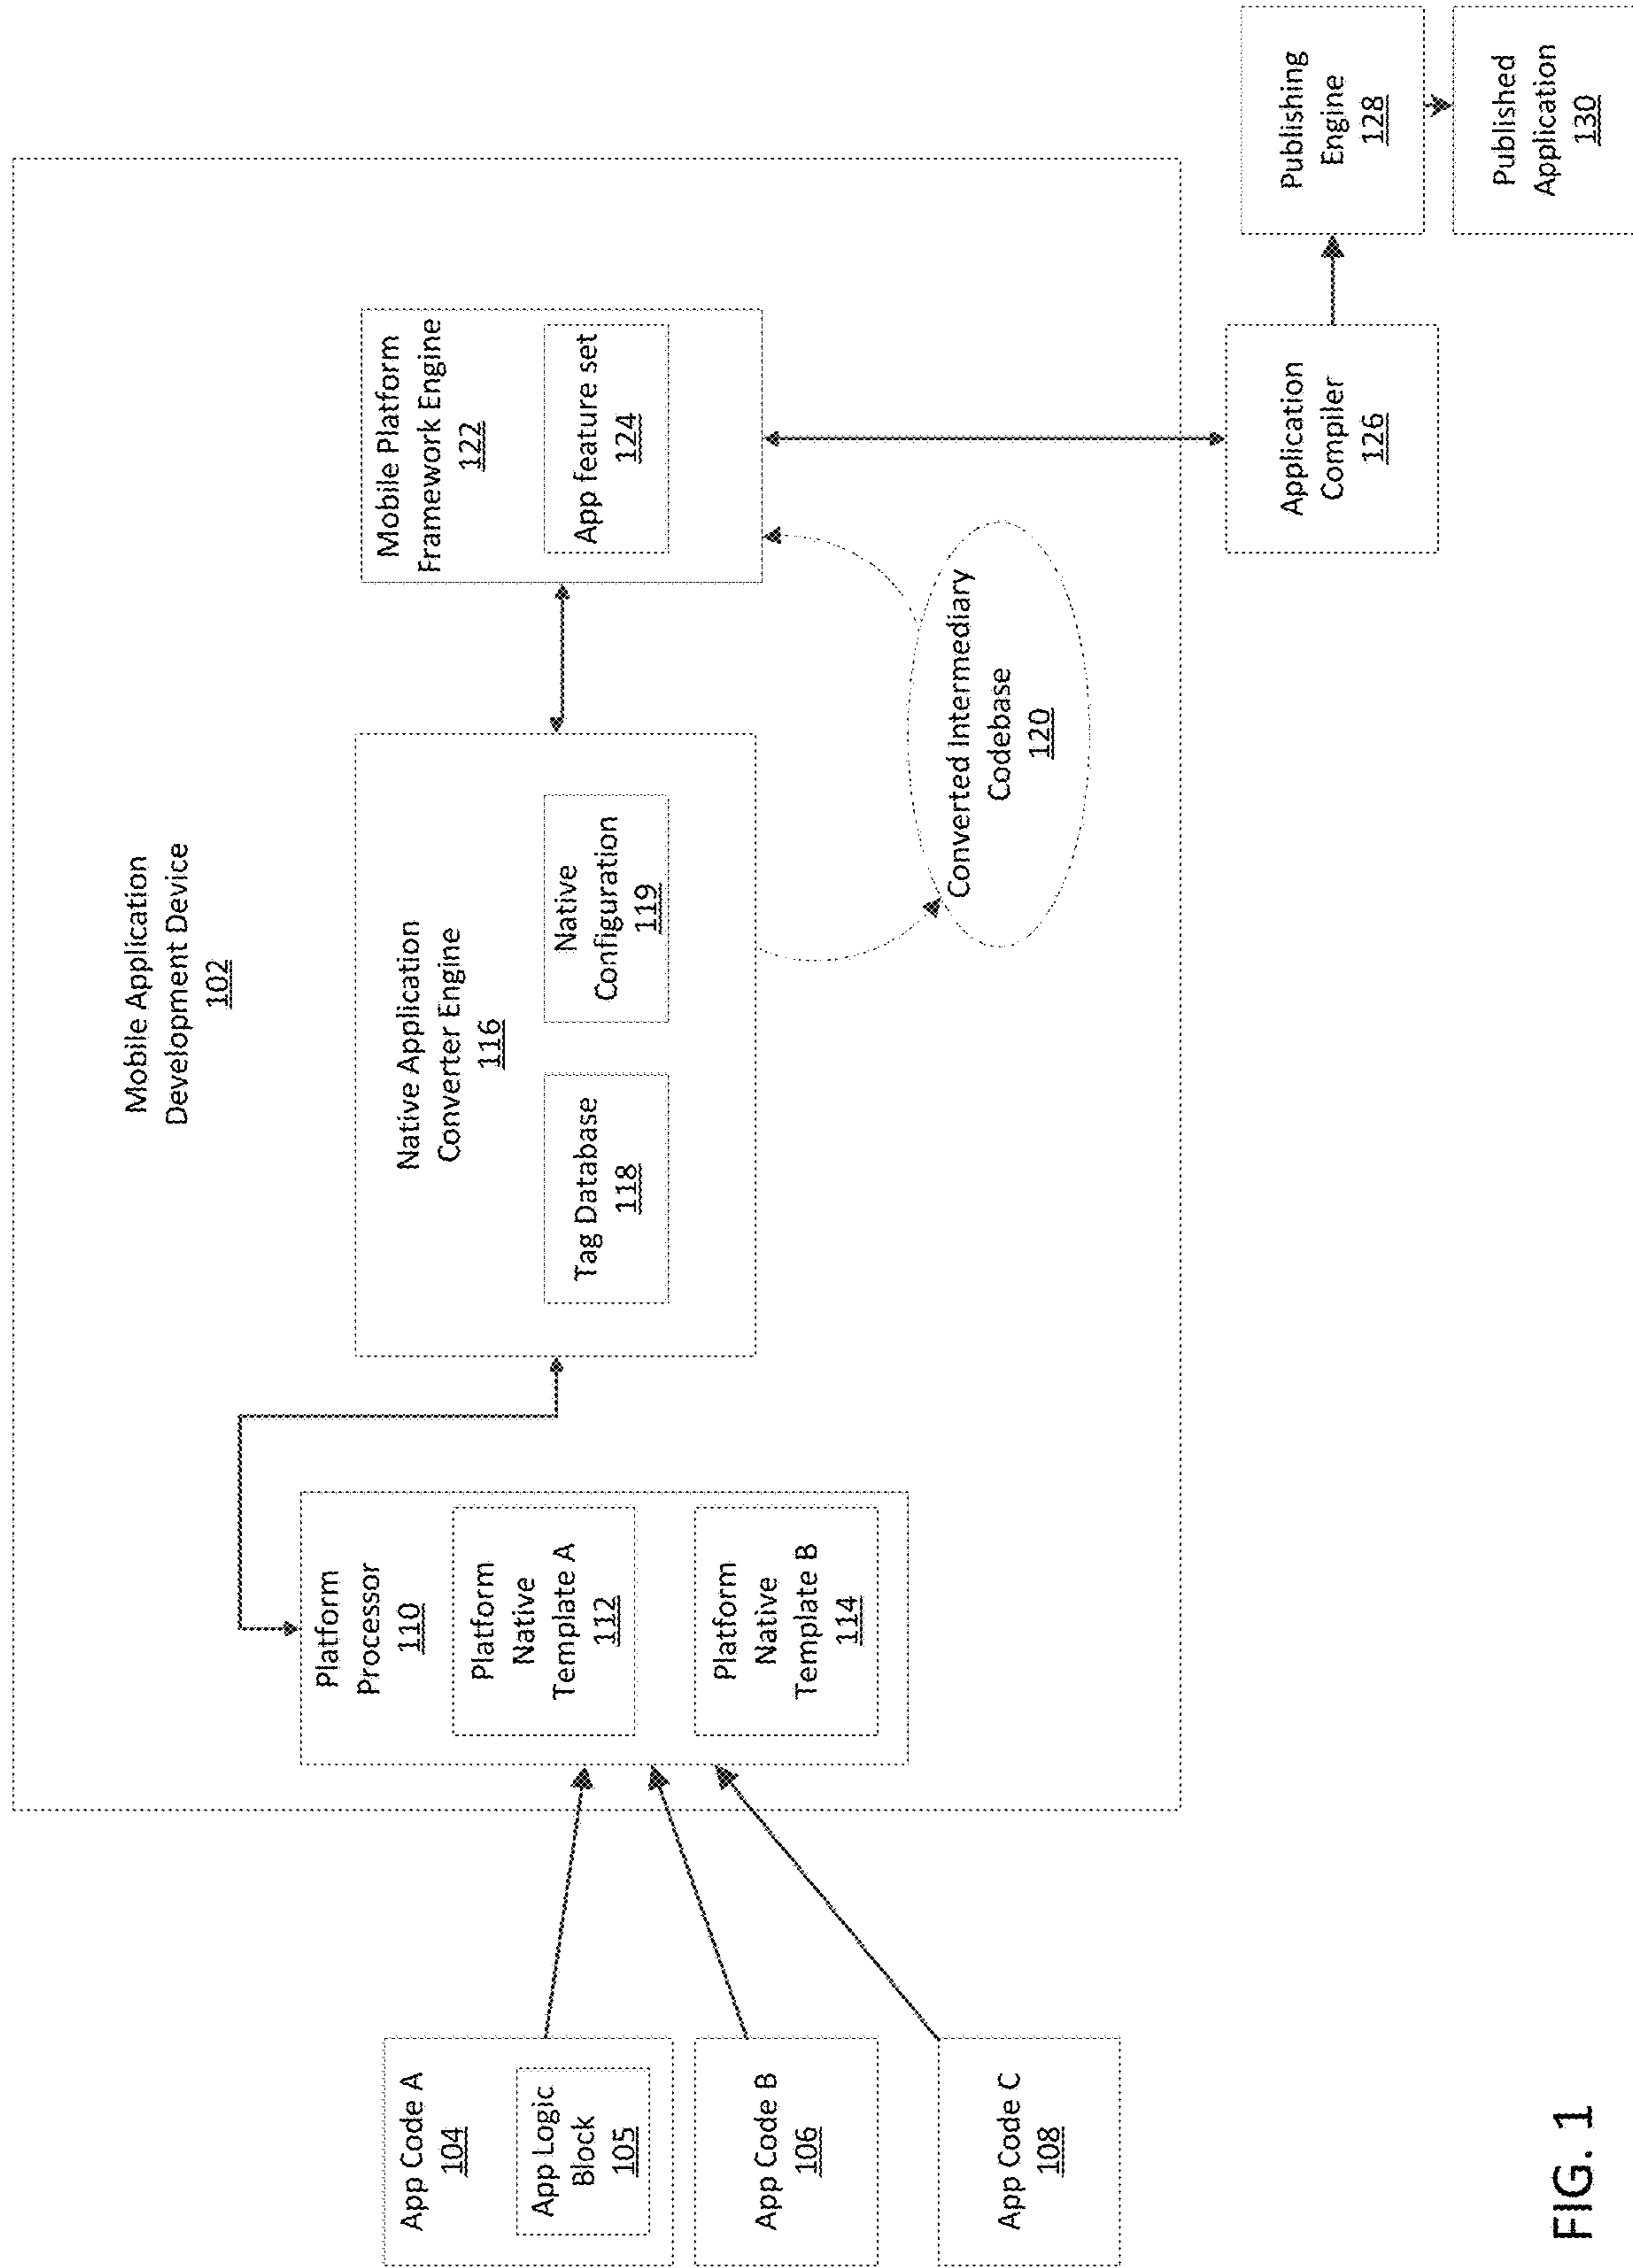 Mobile Application
Development Device
102
App Code A
104
App Logic
Block
105
App Code B
106
App Code C
108
Platform
Processor
110
Platform
Native
Template A
112
Platform
Native
Template B
114
Native Application
Converter Engine
116
Tag Database
118
Native
Configuration
119
Converted Intermediary
Codebase
120
Mobile Platform
Framework Engine
122
App feature set
124
Application
Compiler
126
Publishing
Engine
128
Published
Application
130
FIG. 1